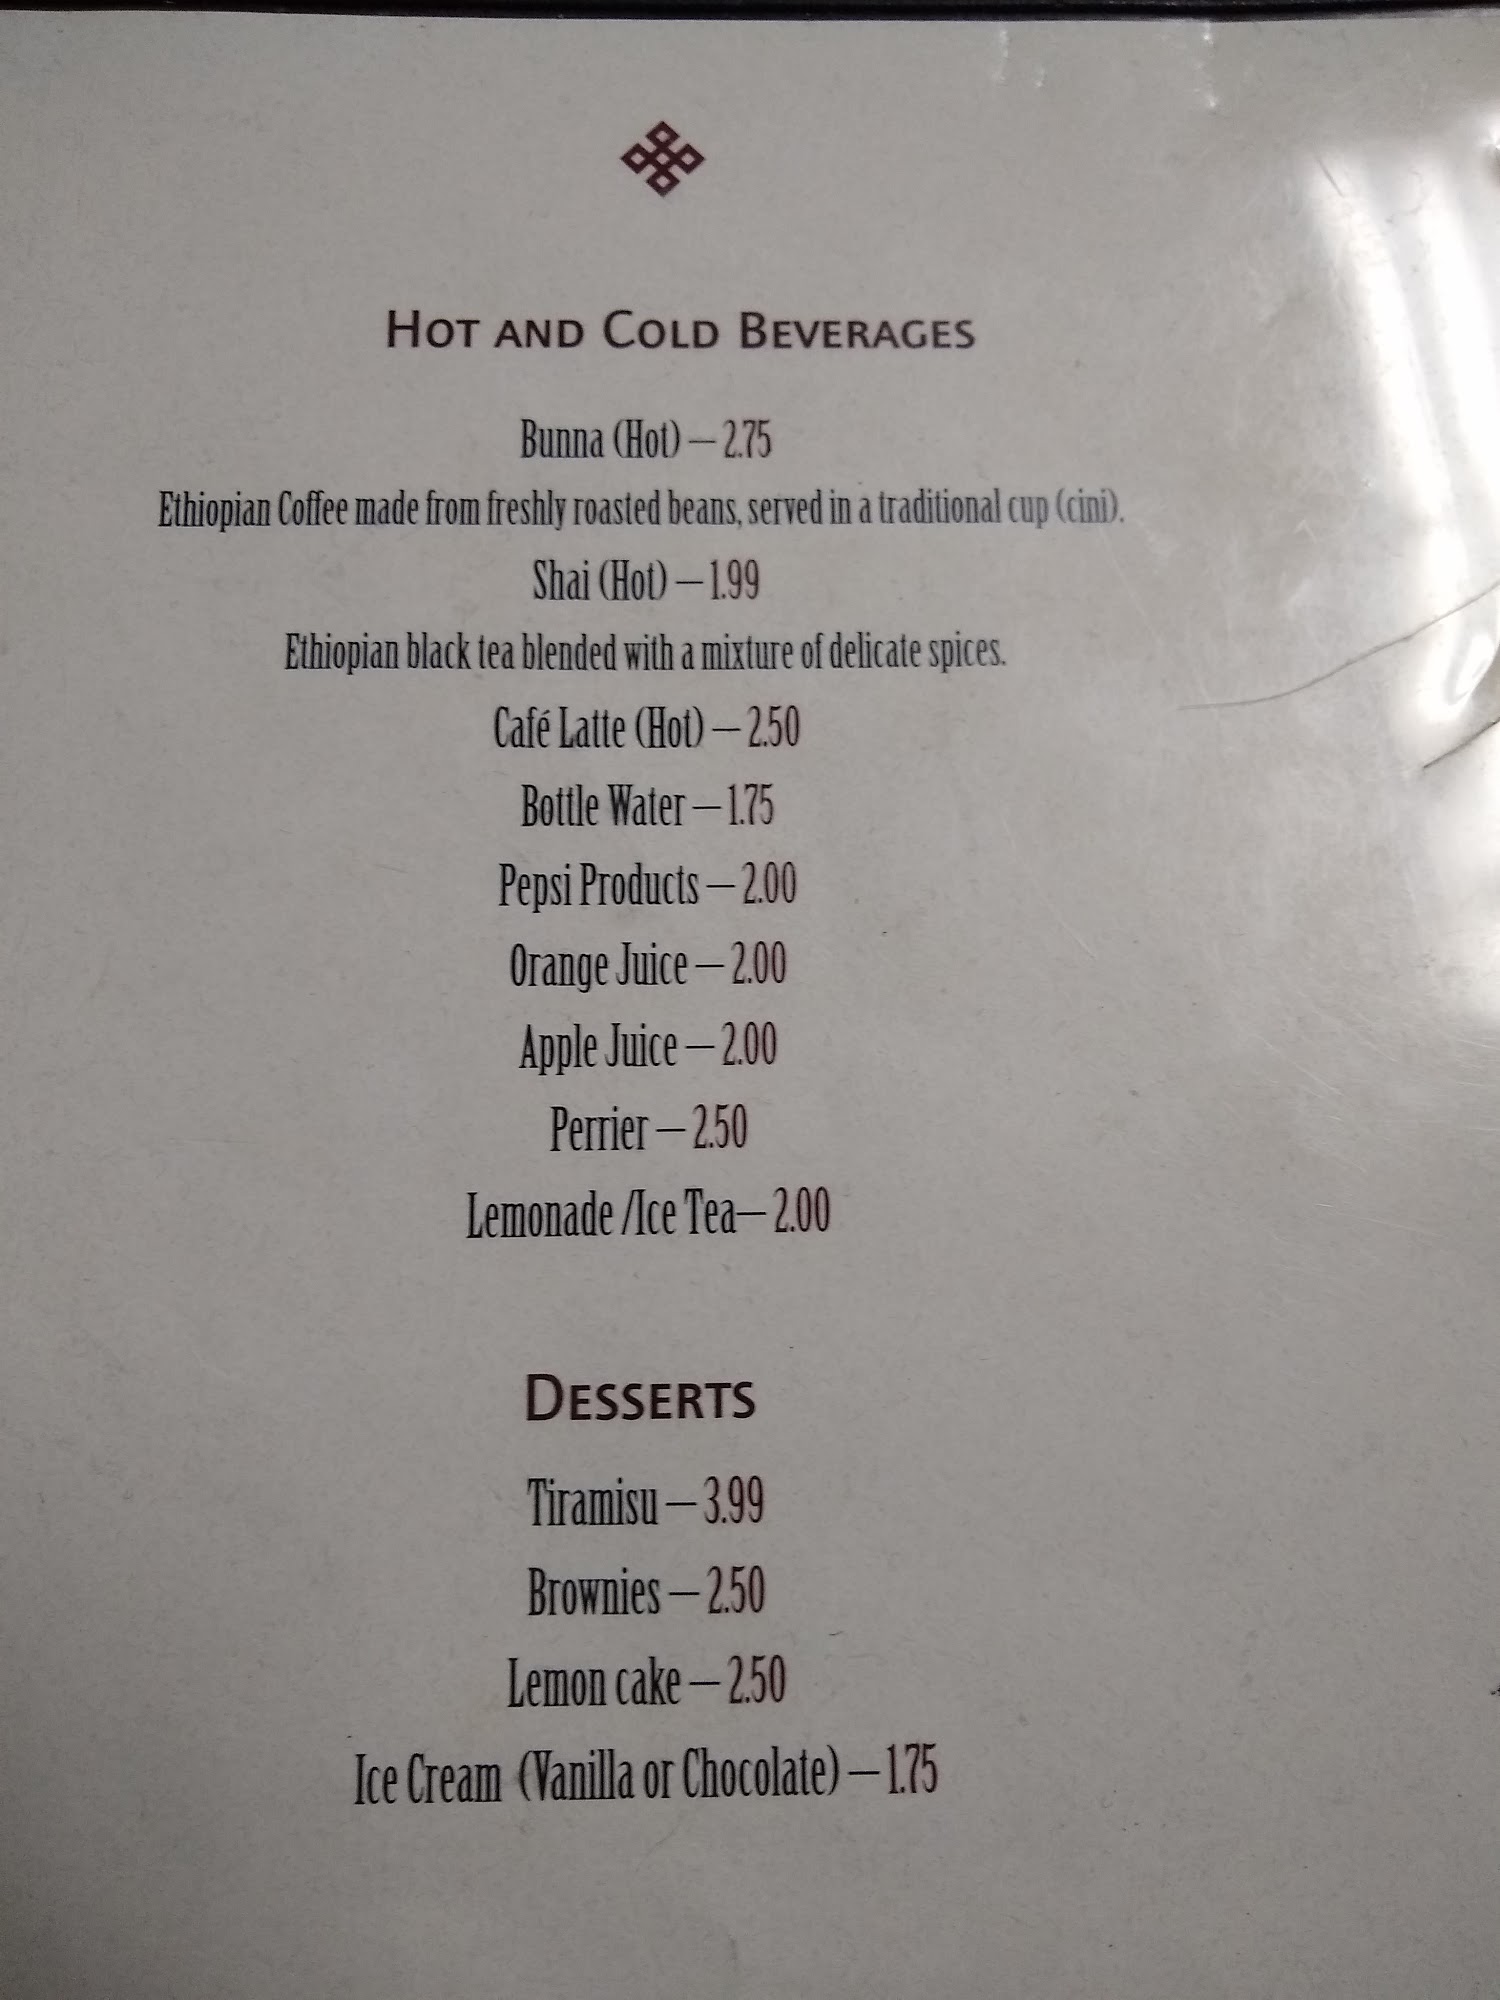 Hot and Cold Beverages
Bunna (Hot) – 2.75
Ethiopian Coffee made from freshly roasted beans, served in a traditional cup (cini).
Shai (Hot) – 1.99
Ethiopian black tea blended with a mixture of delicate spices.
Café Latte (Hot) – 2.50
Bottle Water – 1.75
Pepsi Products – 2.00
Orange Juice – 2.00
Apple Juice – 2.00
Perrier – 2.50
Lemonade /Ice Tea– 2.00
Desserts
Tiramisu – 3.99
Brownies – 2.50
Lemon cake – 2.50
Ice Cream (Vanilla or Chocolate) – 1.75